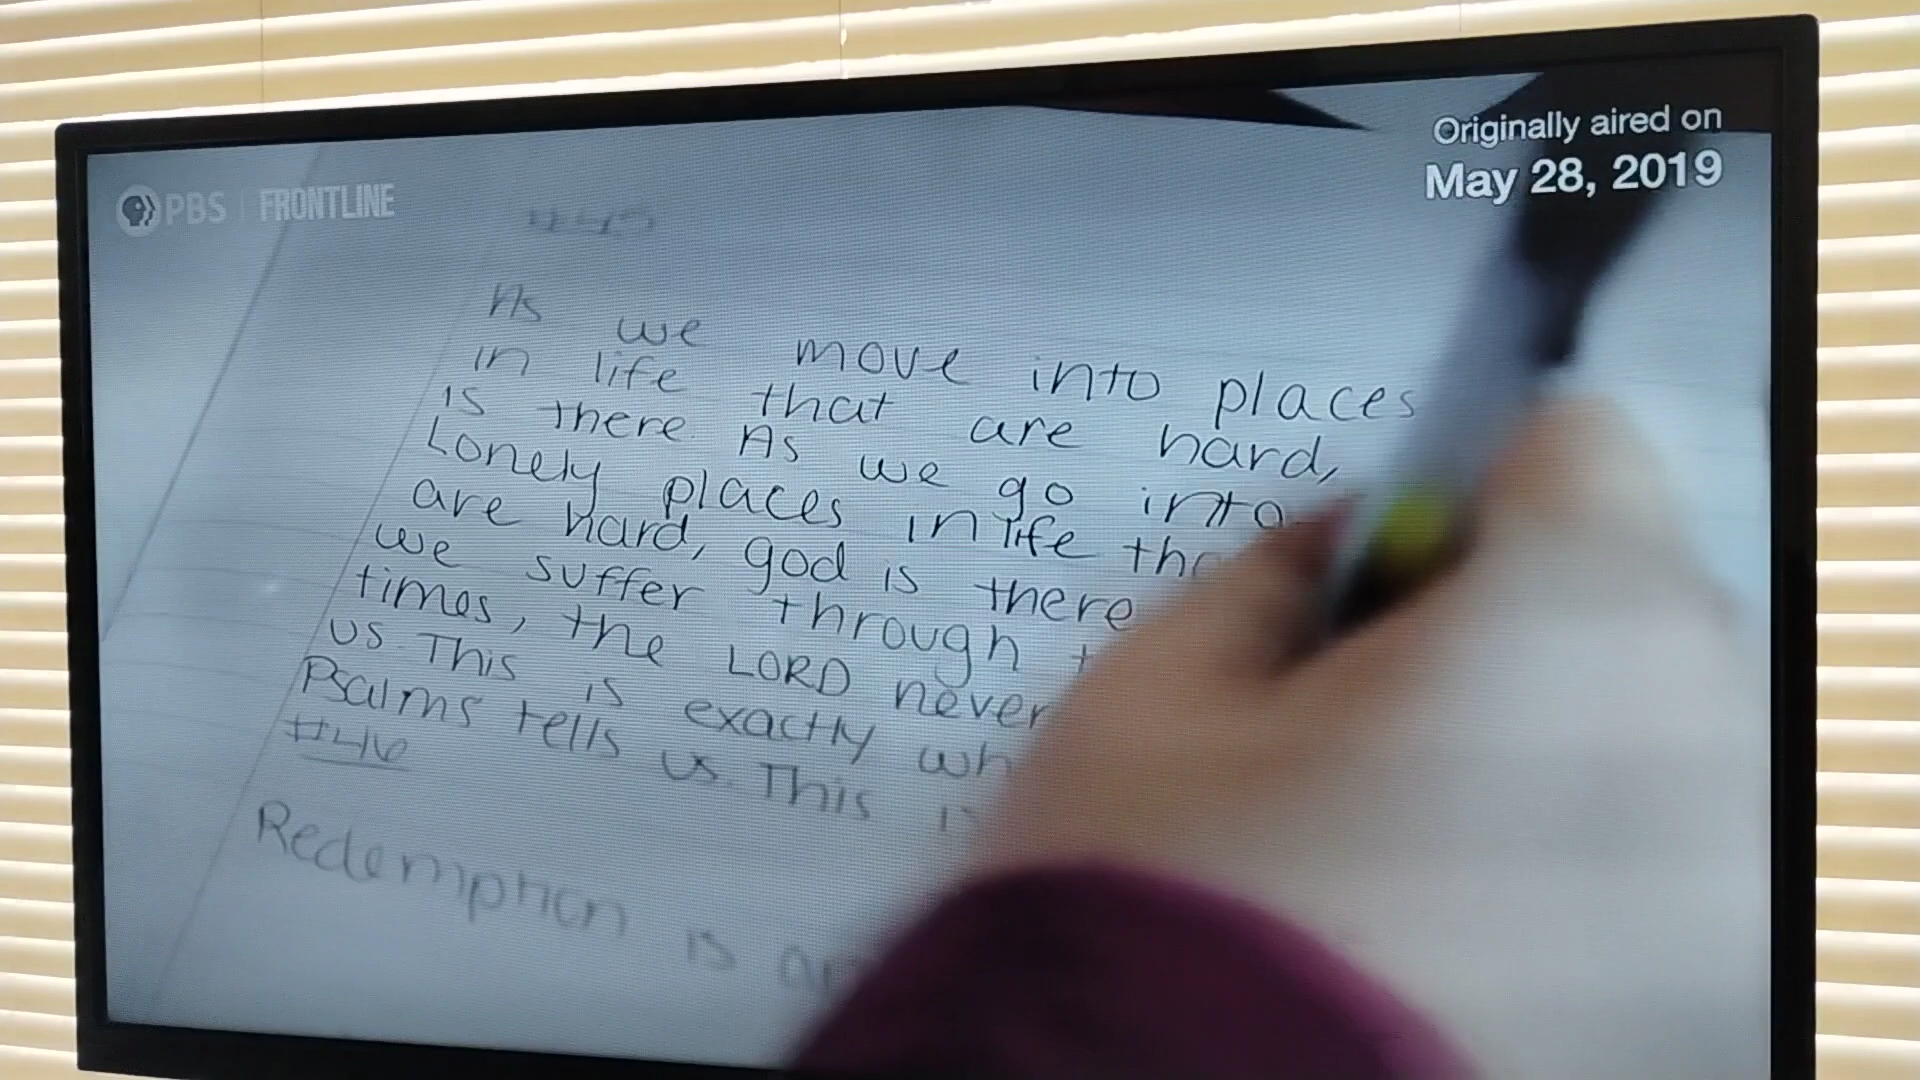 PBS | FRONTLINE
Originally aired on
May 28, 2019
As we move into places
in life that are hard,
is there. As we go into
Lonely places in life
are hard, god is there
we suffer through
times, the LORD never
us. This is exactly
Psalms tells us. This
#46
Redemption is